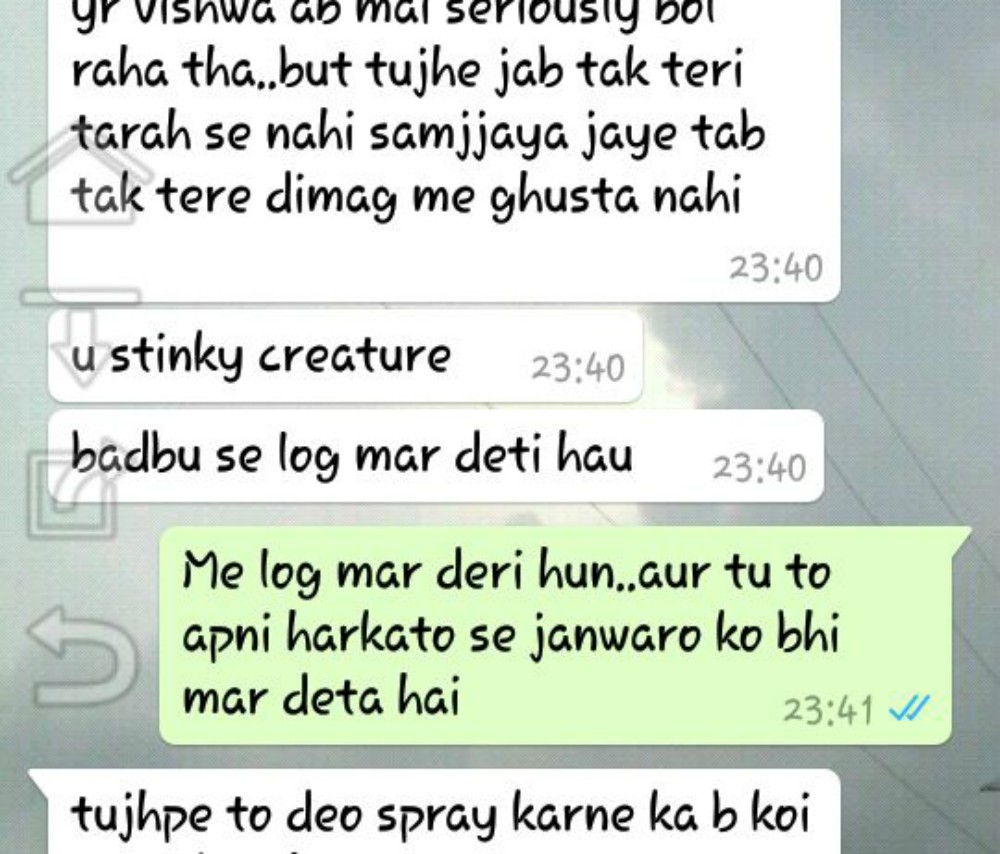 yr vishwa ab mai seriously bol
raha tha..but tujhe jab tak teri
tarah se nahi samjjaya jaye tab
tak tere dimag me ghusta nahi
23:40
u stinky creature 23:40
badbu se log mar deti hau 23:40
Me log mar deri hun..aur tu to
apni harkato se janwaro ko bhi
mar deta hai 23:41
tujhpe to deo spray karne ka b koi